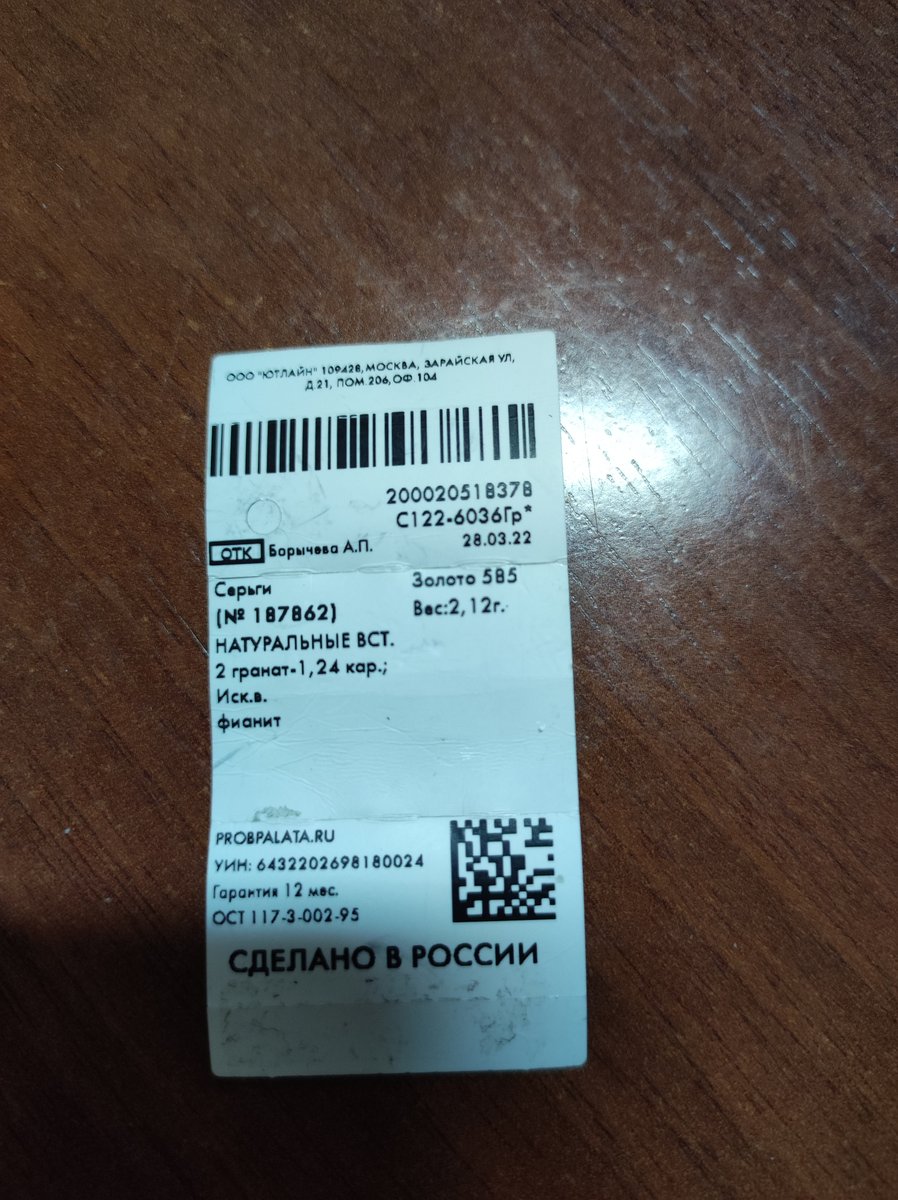 ООО "ЮТЛАЙН" 109428, МОСКВА, ЗАРАЙСКАЯ УЛ,
Д.21, ПОМ.206, ОФ.104
200020518378
С122-6036Гр*
28.03.22
ОТК Барычева А.П.
Серьги Золото 585
(№ 187862) Вес:2,12г.
НАТУРАЛЬНЫЕ ВСТ.
2 гранат-1,24 кар.;
Иск.в.
фианит
PROBPALATA.RU
УИН: 6432202698180024
Гарантия 12 мес.
ОСТ 117-3-002-95
СДЕЛАНО В РОССИИ